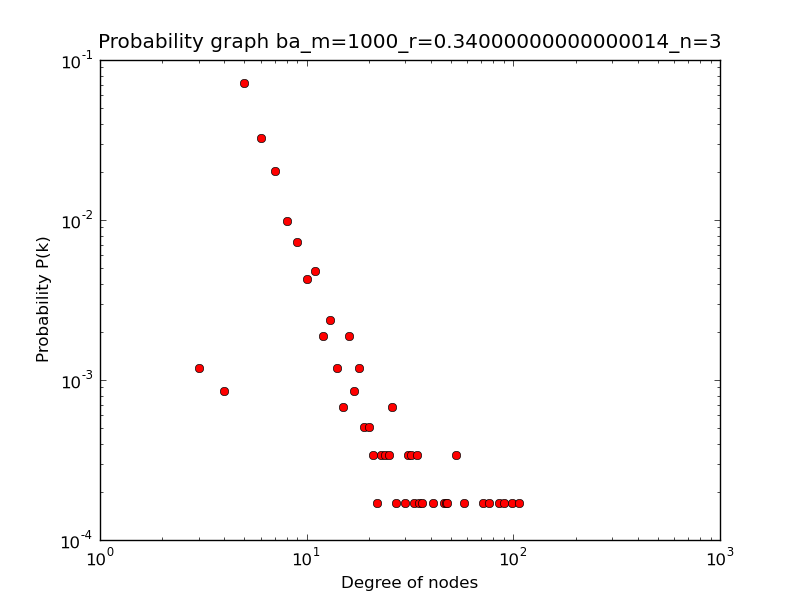 Probability graph ba_m=1000_r=0.34000000000000014_n=3
10^-1
10^-2
10^-3
10^-4
Probability P(k)
10^0 10^1 10^2 10^3
Degree of nodes